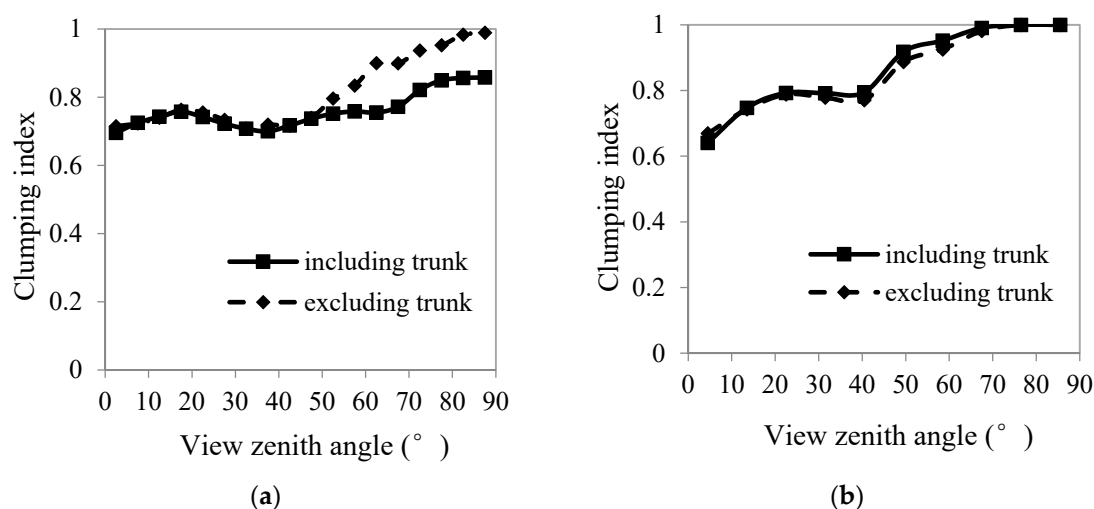 1
0.8
0.6
0.4
0.2
0
Clumping index
including trunk
excluding trunk
0 10 20 30 40 50 60 70 80 90
View zenith angle (° )
(a)
1
0.8
0.6
0.4
0.2
0
Clumping index
including trunk
excluding trunk
0 10 20 30 40 50 60 70 80 90
View zenith angle (° )
(b)